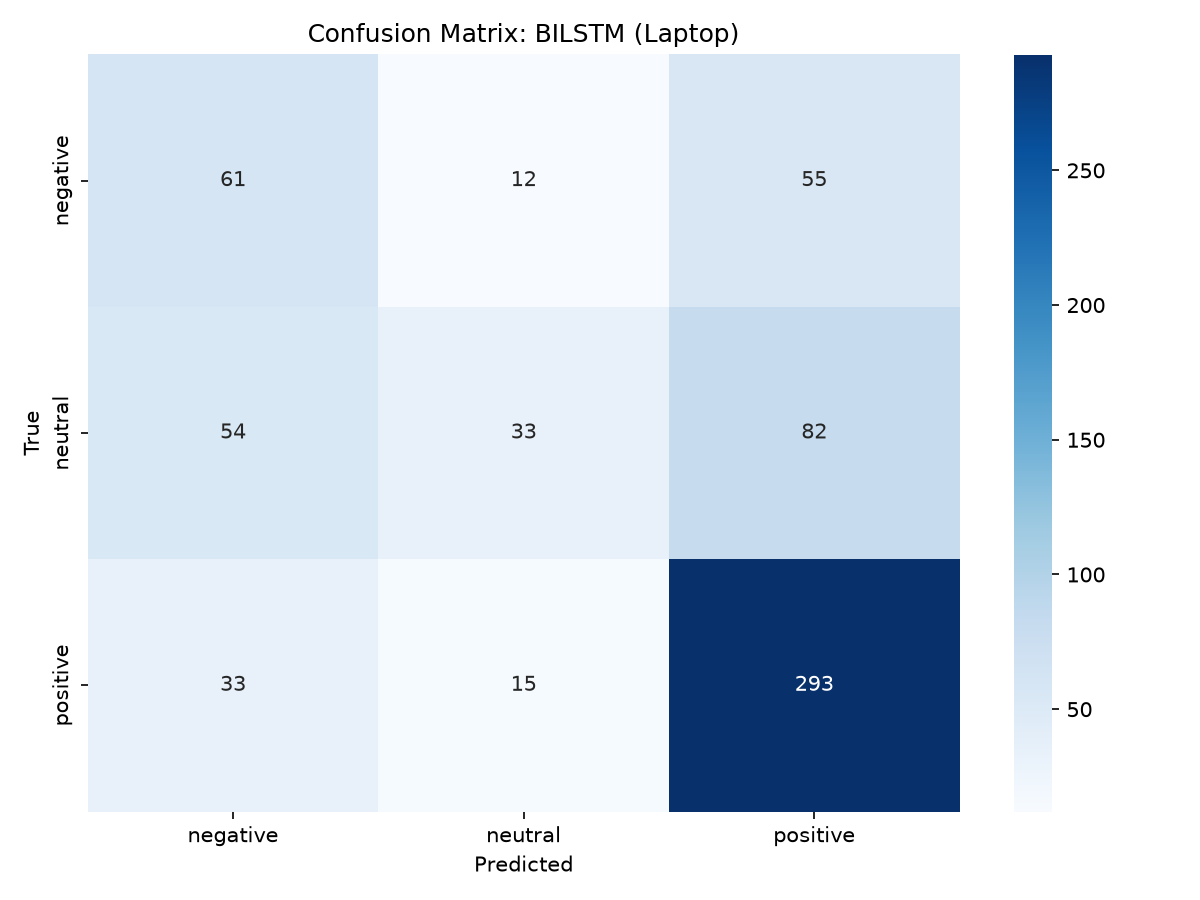 Confusion Matrix: BILSTM (Laptop)
negative
61
12
55
250
200
True
neutral
54
33
82
150
100
positive
33
15
293
50
negative
neutral
positive
Predicted